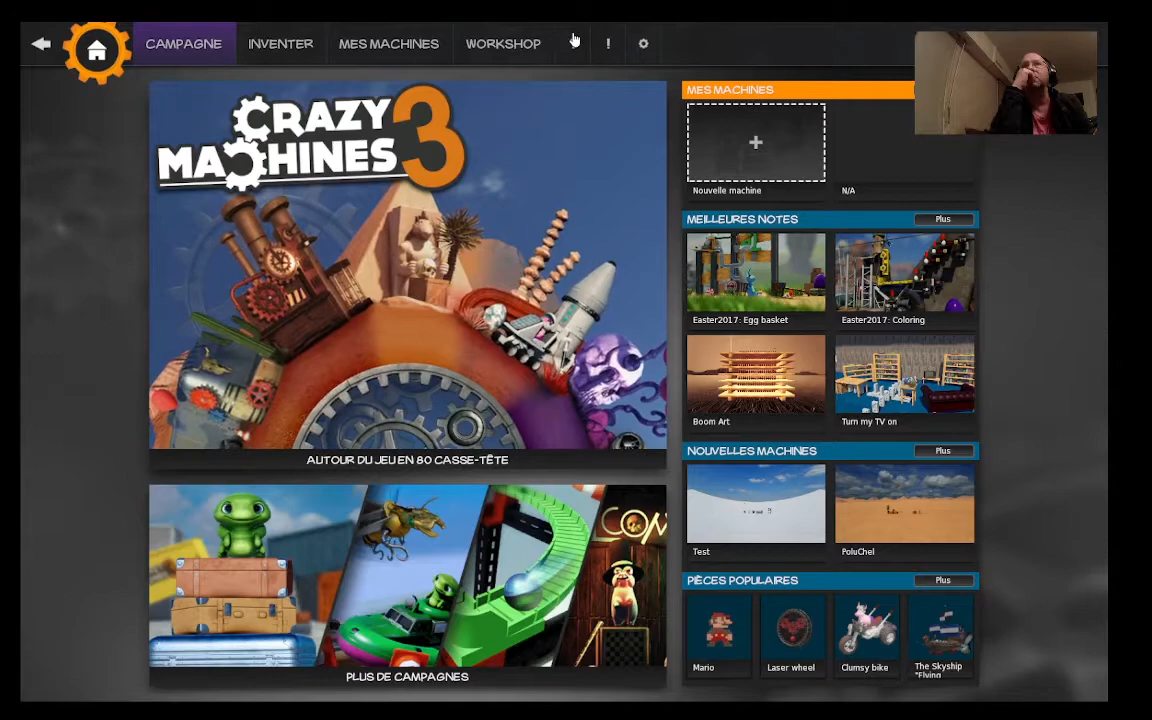 CAMPAGNE INVENTER MES MACHINES WORKSHOP !
CRAZY
MACHINES 3
AUTOUR DU JEU EN 80 CASSE-TÊTE
COM
PLUS DE CAMPAGNES
MES MACHINES
Nouvelle machine N/A
MEILLEURES NOTES Plus
Easter2017: Egg basket Easter2017: Coloring
Boom Art Turn my TV on
NOUVELLES MACHINES Plus
Test PoluChel
PIÈCES POPULAIRES Plus
Mario Laser wheel Clumsy bike The Skyship
"Flying